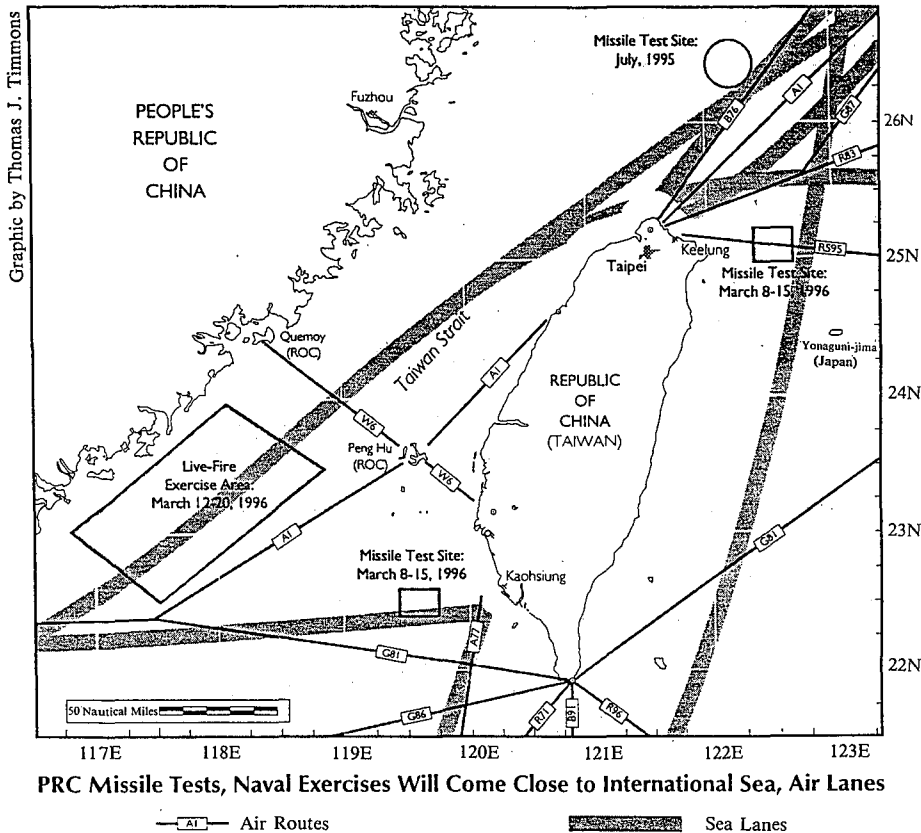 Graphic by Thomas J. Timmons
Missile Test Site:
July, 1995
PEOPLE'S
REPUBLIC
OF
CHINA
Fuzhou
B76
A1
G87
R83
26N
Keelung
Taipei
R595
25N
Missile Test Site:
March 8-15, 1996
Yonaguni-jima
(Japan)
Quemoy
(ROC)
Taiwan Strait
A1
24N
REPUBLIC
OF
CHINA
(TAIWAN)
W6
Peng Hu
(ROC)
W6
Live-Fire
Exercise Area:
March 12-20, 1996
A1
23N
G81
Missile Test Site:
March 8-15, 1996
Kaohsiung
A77
G81
22N
50 Nautical Miles
G86
R71
B91
R96
117E
118E
119E
120E
121E
122E
123E
PRC Missile Tests, Naval Exercises Will Come Close to International Sea, Air Lanes
A1 Air Routes
Sea Lanes